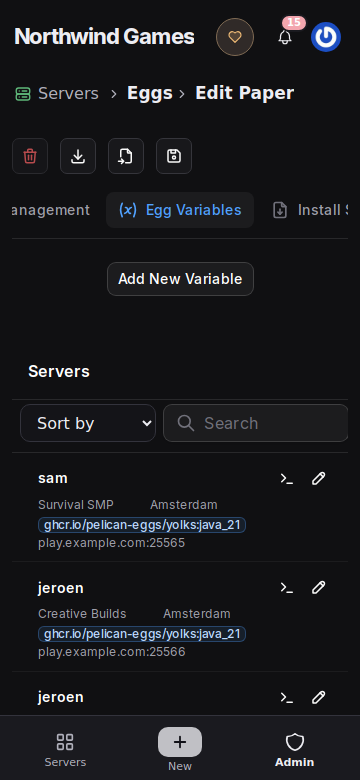 Northwind Games
15
Servers › Eggs › Edit Paper
anagement
(x) Egg Variables
Install S
Add New Variable
Servers
Sort by
Search
sam
Survival SMP Amsterdam
ghcr.io/pelican-eggs/yolks:java_21
play.example.com:25565
jeroen
Creative Builds Amsterdam
ghcr.io/pelican-eggs/yolks:java_21
play.example.com:25566
jeroen
Servers
New
Admin